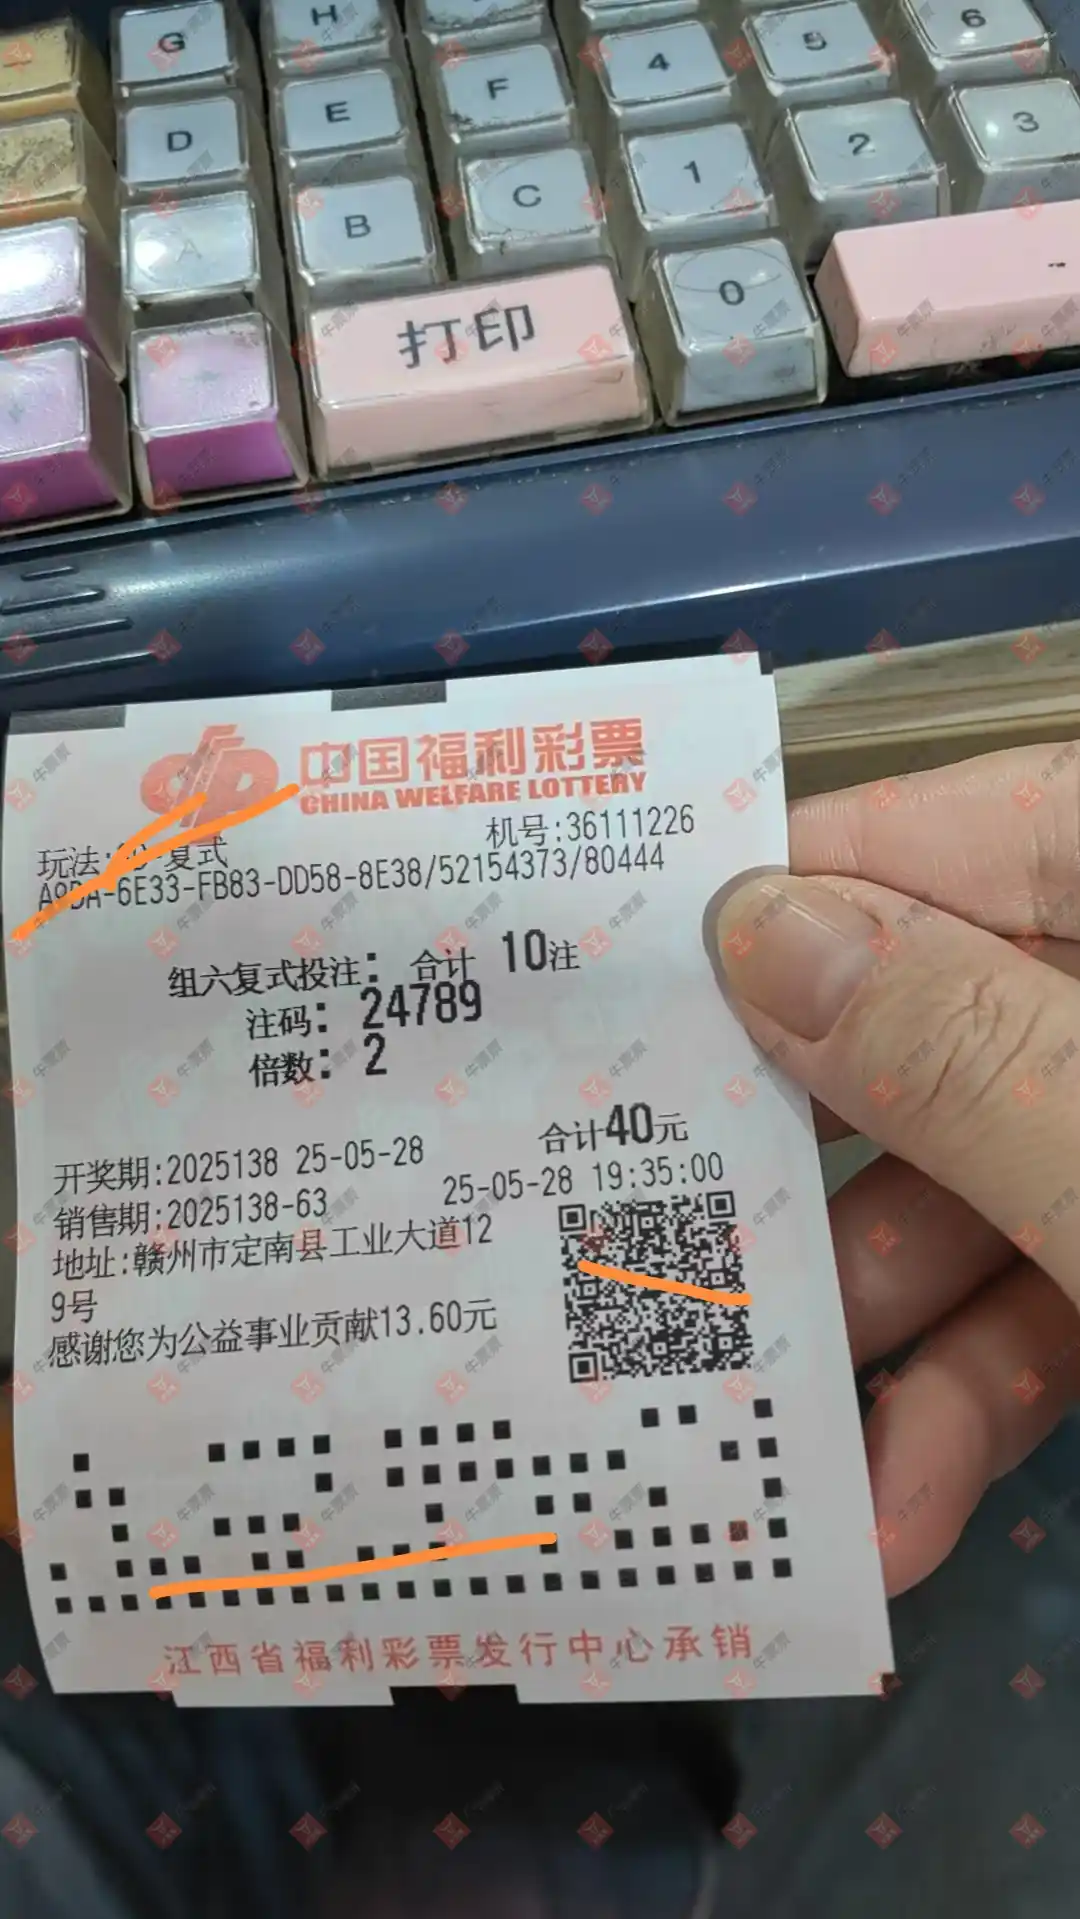 G
H
4
5
6
D
E
F
1
2
3
A
B
C
打印
0
中国福利彩票
CHINA WELFARE LOTTERY
玩法:3D-复式
机号:36111226
A9DA-6E33-FB83-DD58-8E38/52154373/80444
组六复式投注: 合计 10注
注码: 24789
倍数: 2
合计40元
开奖期:2025138 25-05-28
销售期:2025138-63
25-05-28 19:35:00
地址:赣州市定南县工业大道12
9号
感谢您为公益事业贡献13.60元
江西省福利彩票发行中心承销
牛票票